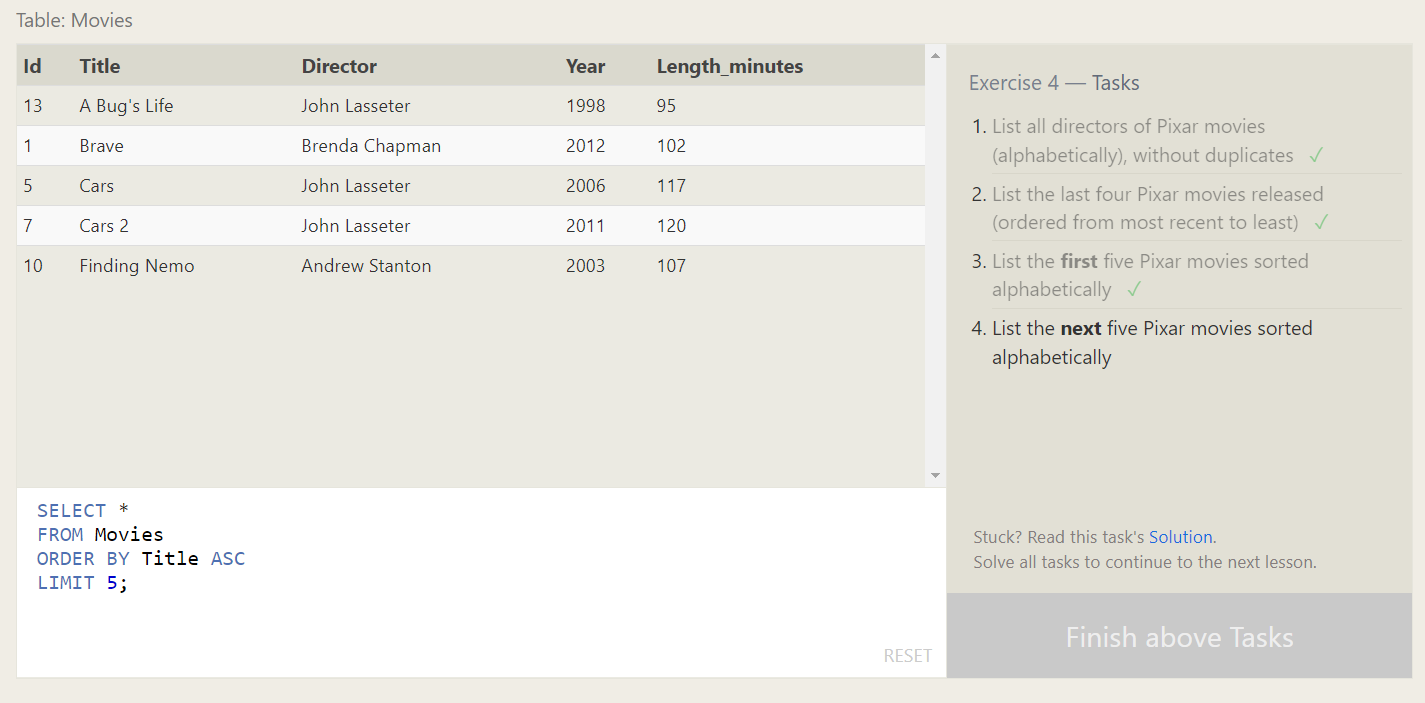 Table: Movies
Id Title Director Year Length_minutes
13 A Bug's Life John Lasseter 1998 95
1 Brave Brenda Chapman 2012 102
5 Cars John Lasseter 2006 117
7 Cars 2 John Lasseter 2011 120
10 Finding Nemo Andrew Stanton 2003 107
SELECT *
FROM Movies
ORDER BY Title ASC
LIMIT 5;
RESET
Exercise 4 — Tasks
1. List all directors of Pixar movies
(alphabetically), without duplicates ✓
2. List the last four Pixar movies released
(ordered from most recent to least) ✓
3. List the first five Pixar movies sorted
alphabetically ✓
4. List the next five Pixar movies sorted
alphabetically
Stuck? Read this task's Solution.
Solve all tasks to continue to the next lesson.
Finish above Tasks